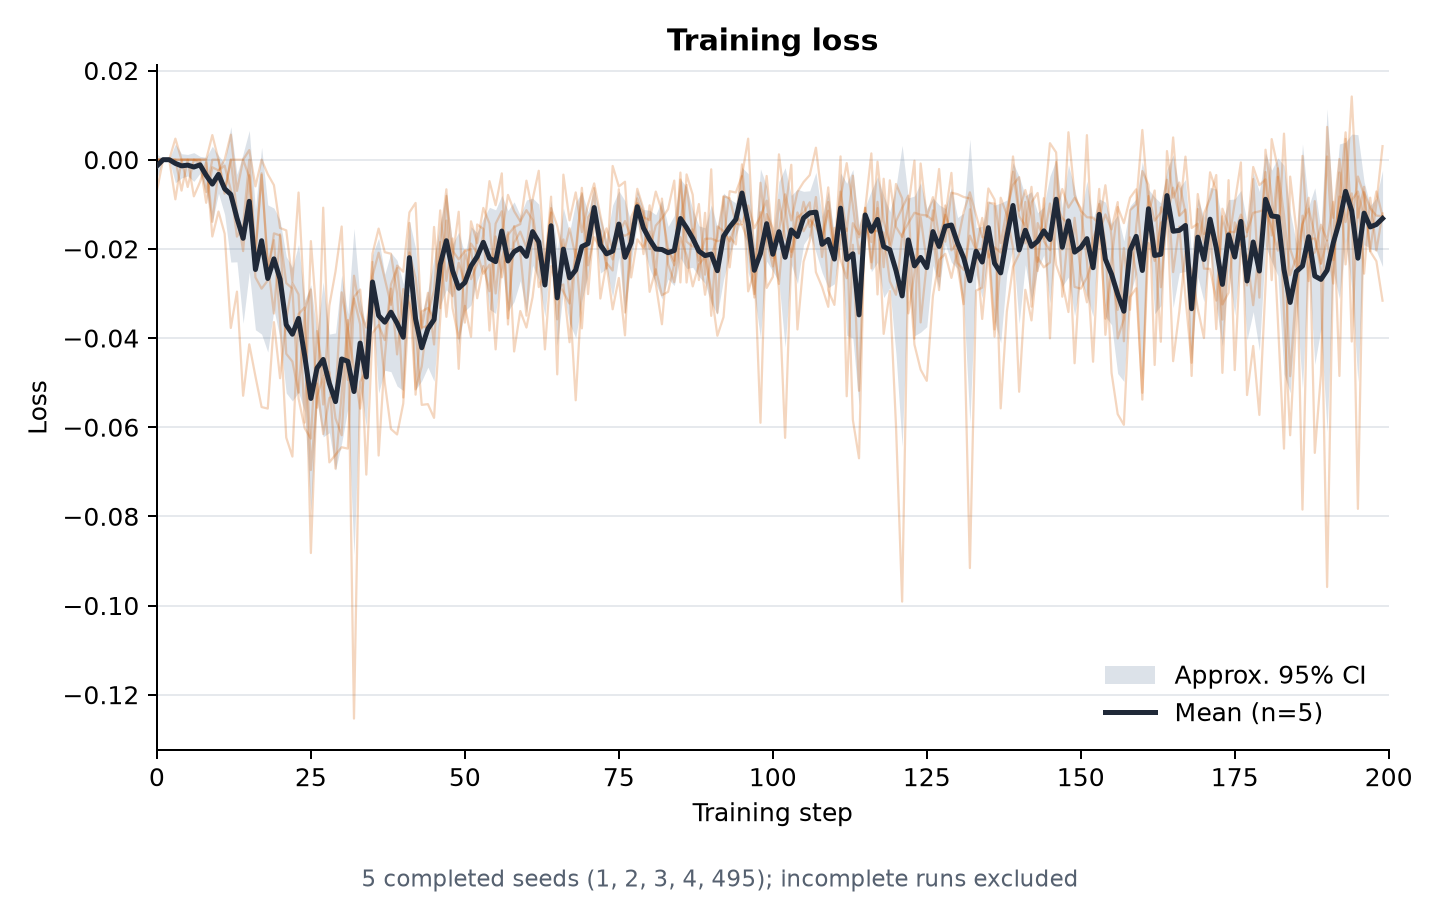 Training loss
0.02
0.00
−0.02
−0.04
−0.06
−0.08
−0.10
−0.12
Loss
Approx. 95% CI
Mean (n=5)
0 25 50 75 100 125 150 175 200
Training step
5 completed seeds (1, 2, 3, 4, 495); incomplete runs excluded